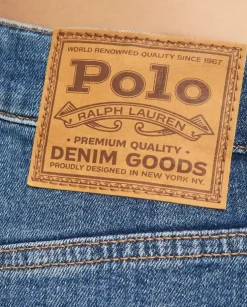 WORLD RENOWNED QUALITY SINCE 1967
Polo
RALPH LAUREN
• PREMIUM QUALITY •
DENIM GOODS
PROUDLY DESIGNED IN NEW YORK NY.